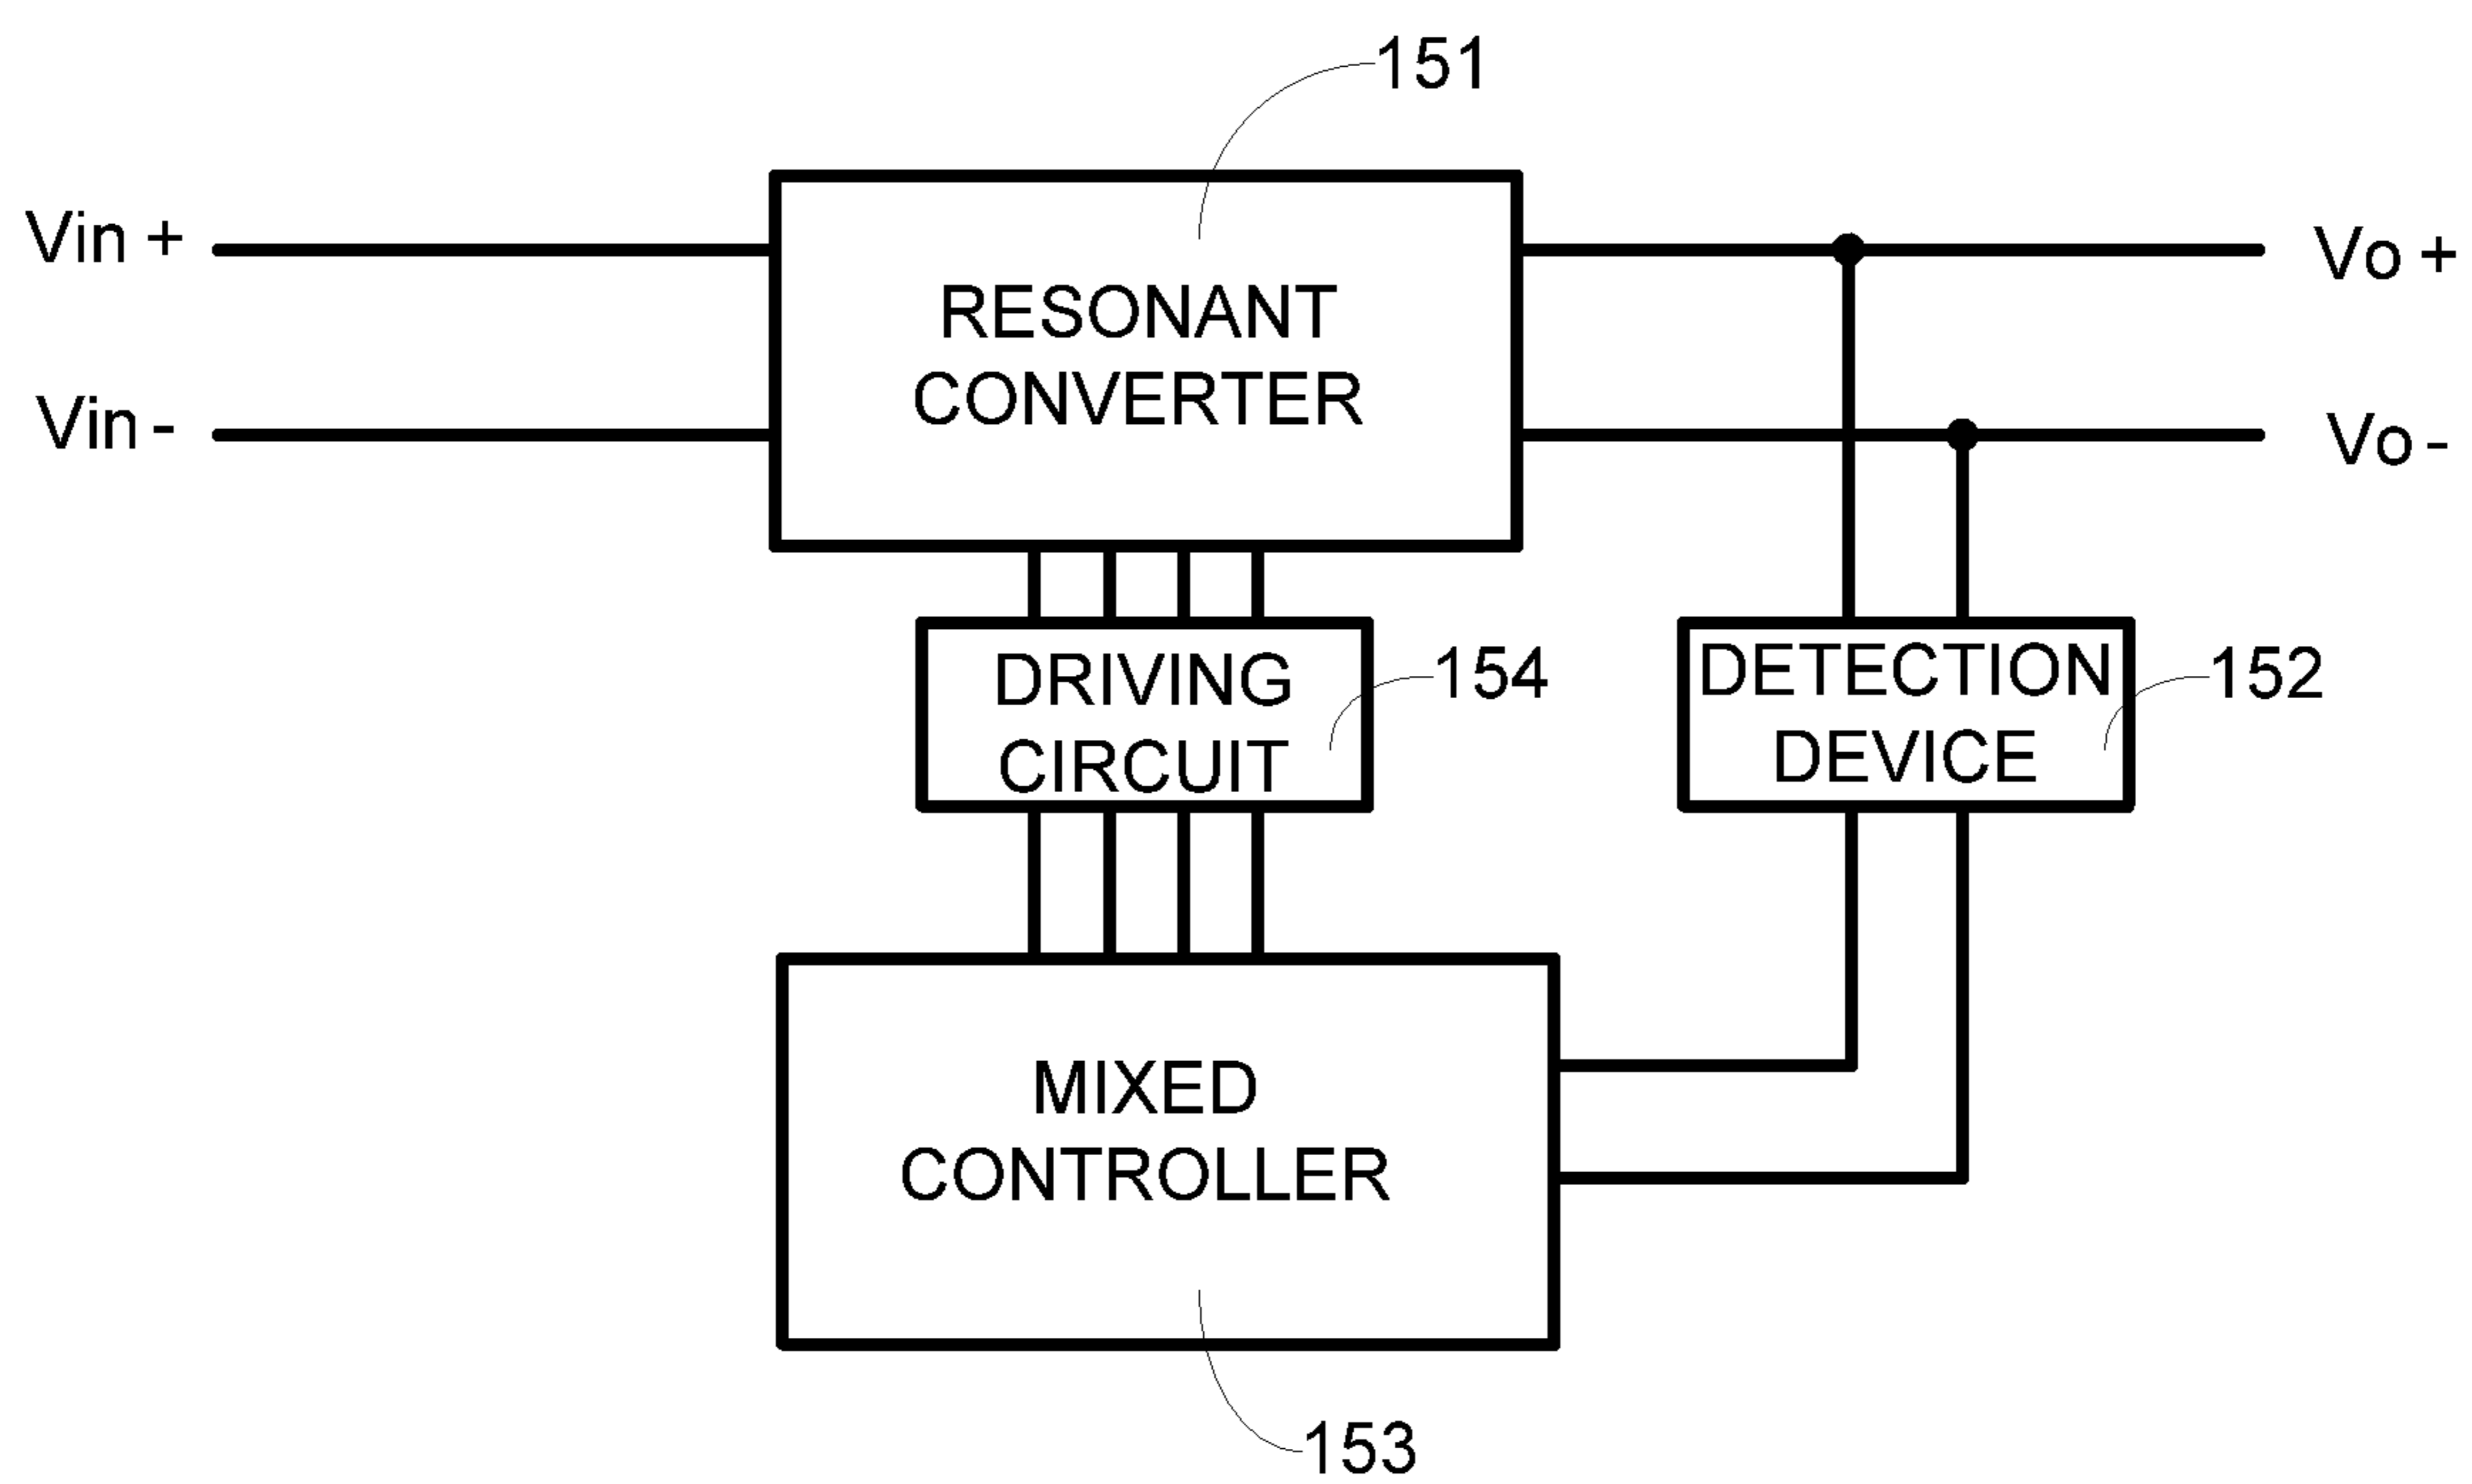 151
Vin +
Vo +
RESONANT
CONVERTER
Vin -
Vo -
DRIVING
CIRCUIT
154
DETECTION
DEVICE
152
MIXED
CONTROLLER
153